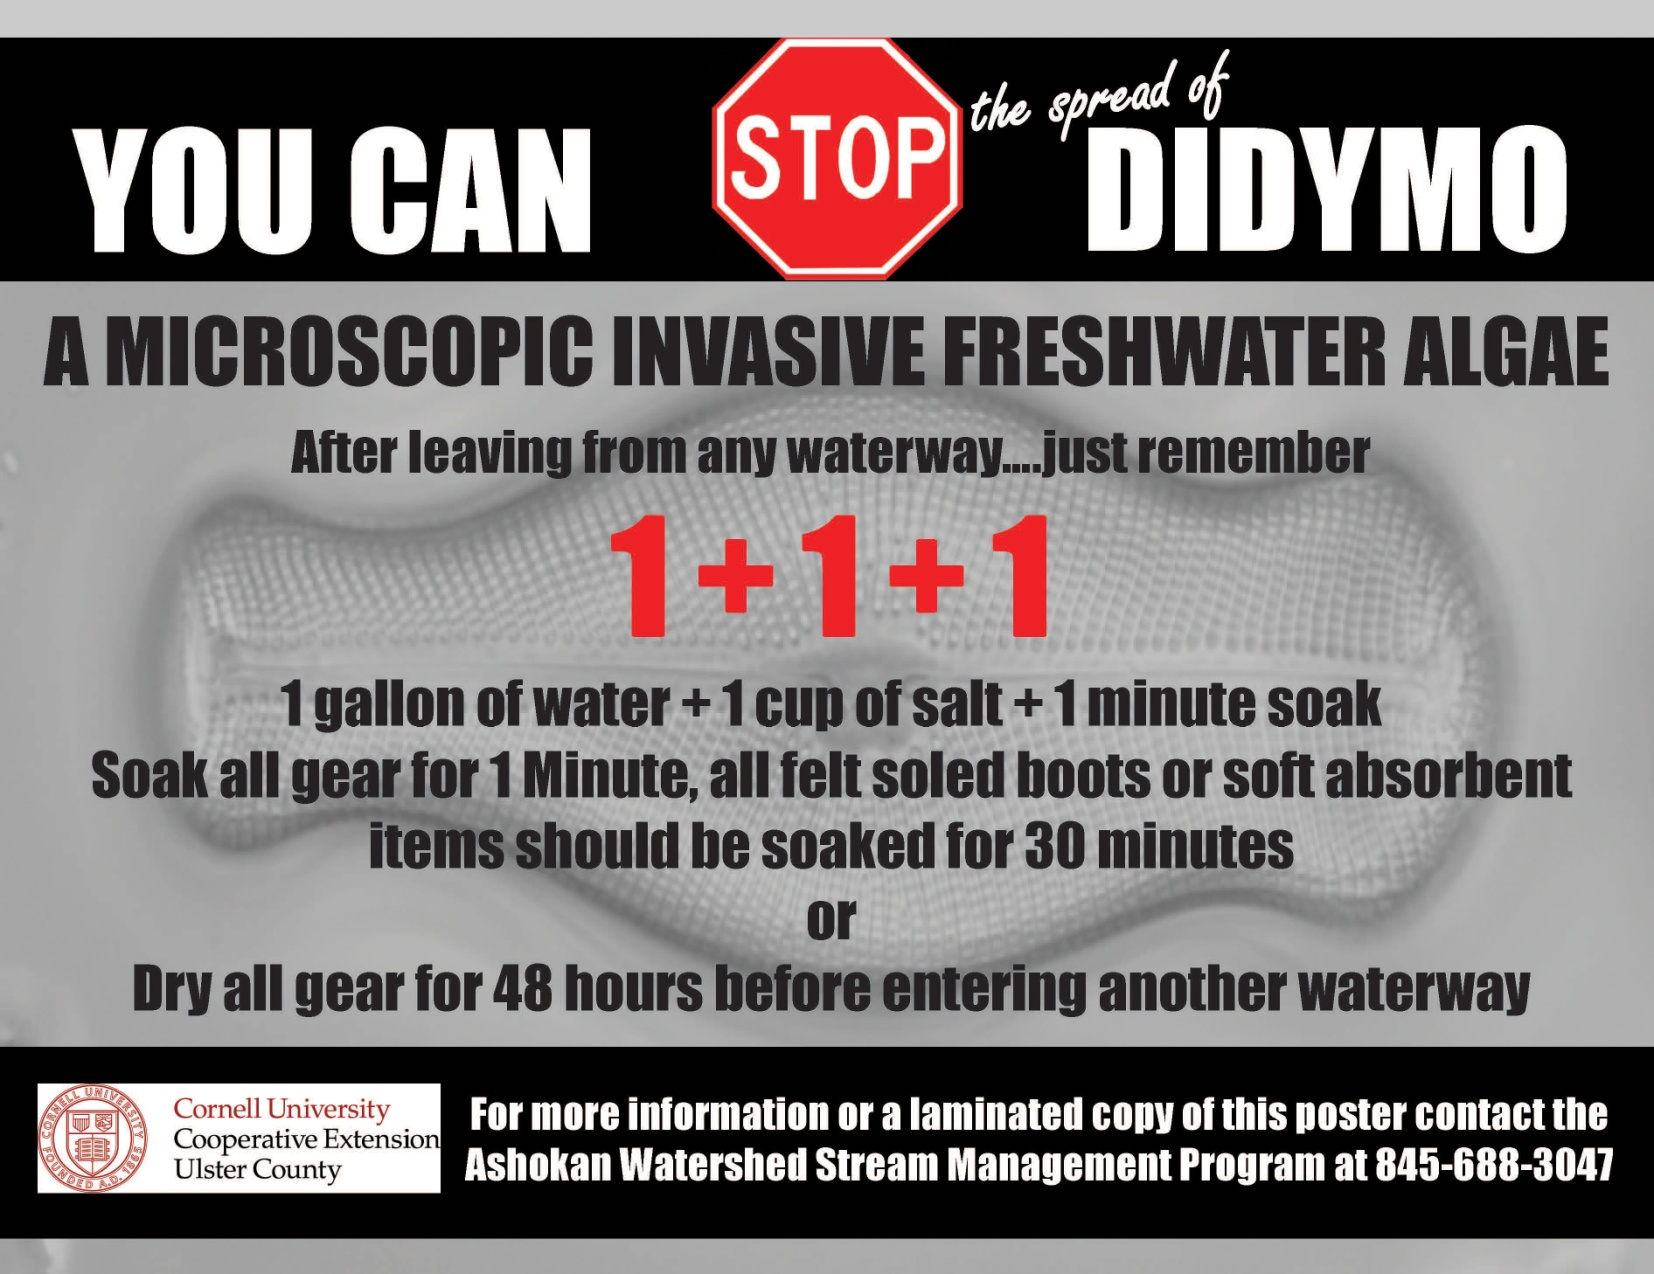 YOU CAN STOP the spread of DIDYMO
A MICROSCOPIC INVASIVE FRESHWATER ALGAE
After leaving from any waterway....just remember
1+1+1
1 gallon of water + 1 cup of salt + 1 minute soak
Soak all gear for 1 Minute, all felt soled boots or soft absorbent
items should be soaked for 30 minutes
or
Dry all gear for 48 hours before entering another waterway
CORNELL UNIVERSITY
FOUNDED A.D. 1865
Cornell University
Cooperative Extension
Ulster County
For more information or a laminated copy of this poster contact the
Ashokan Watershed Stream Management Program at 845-688-3047